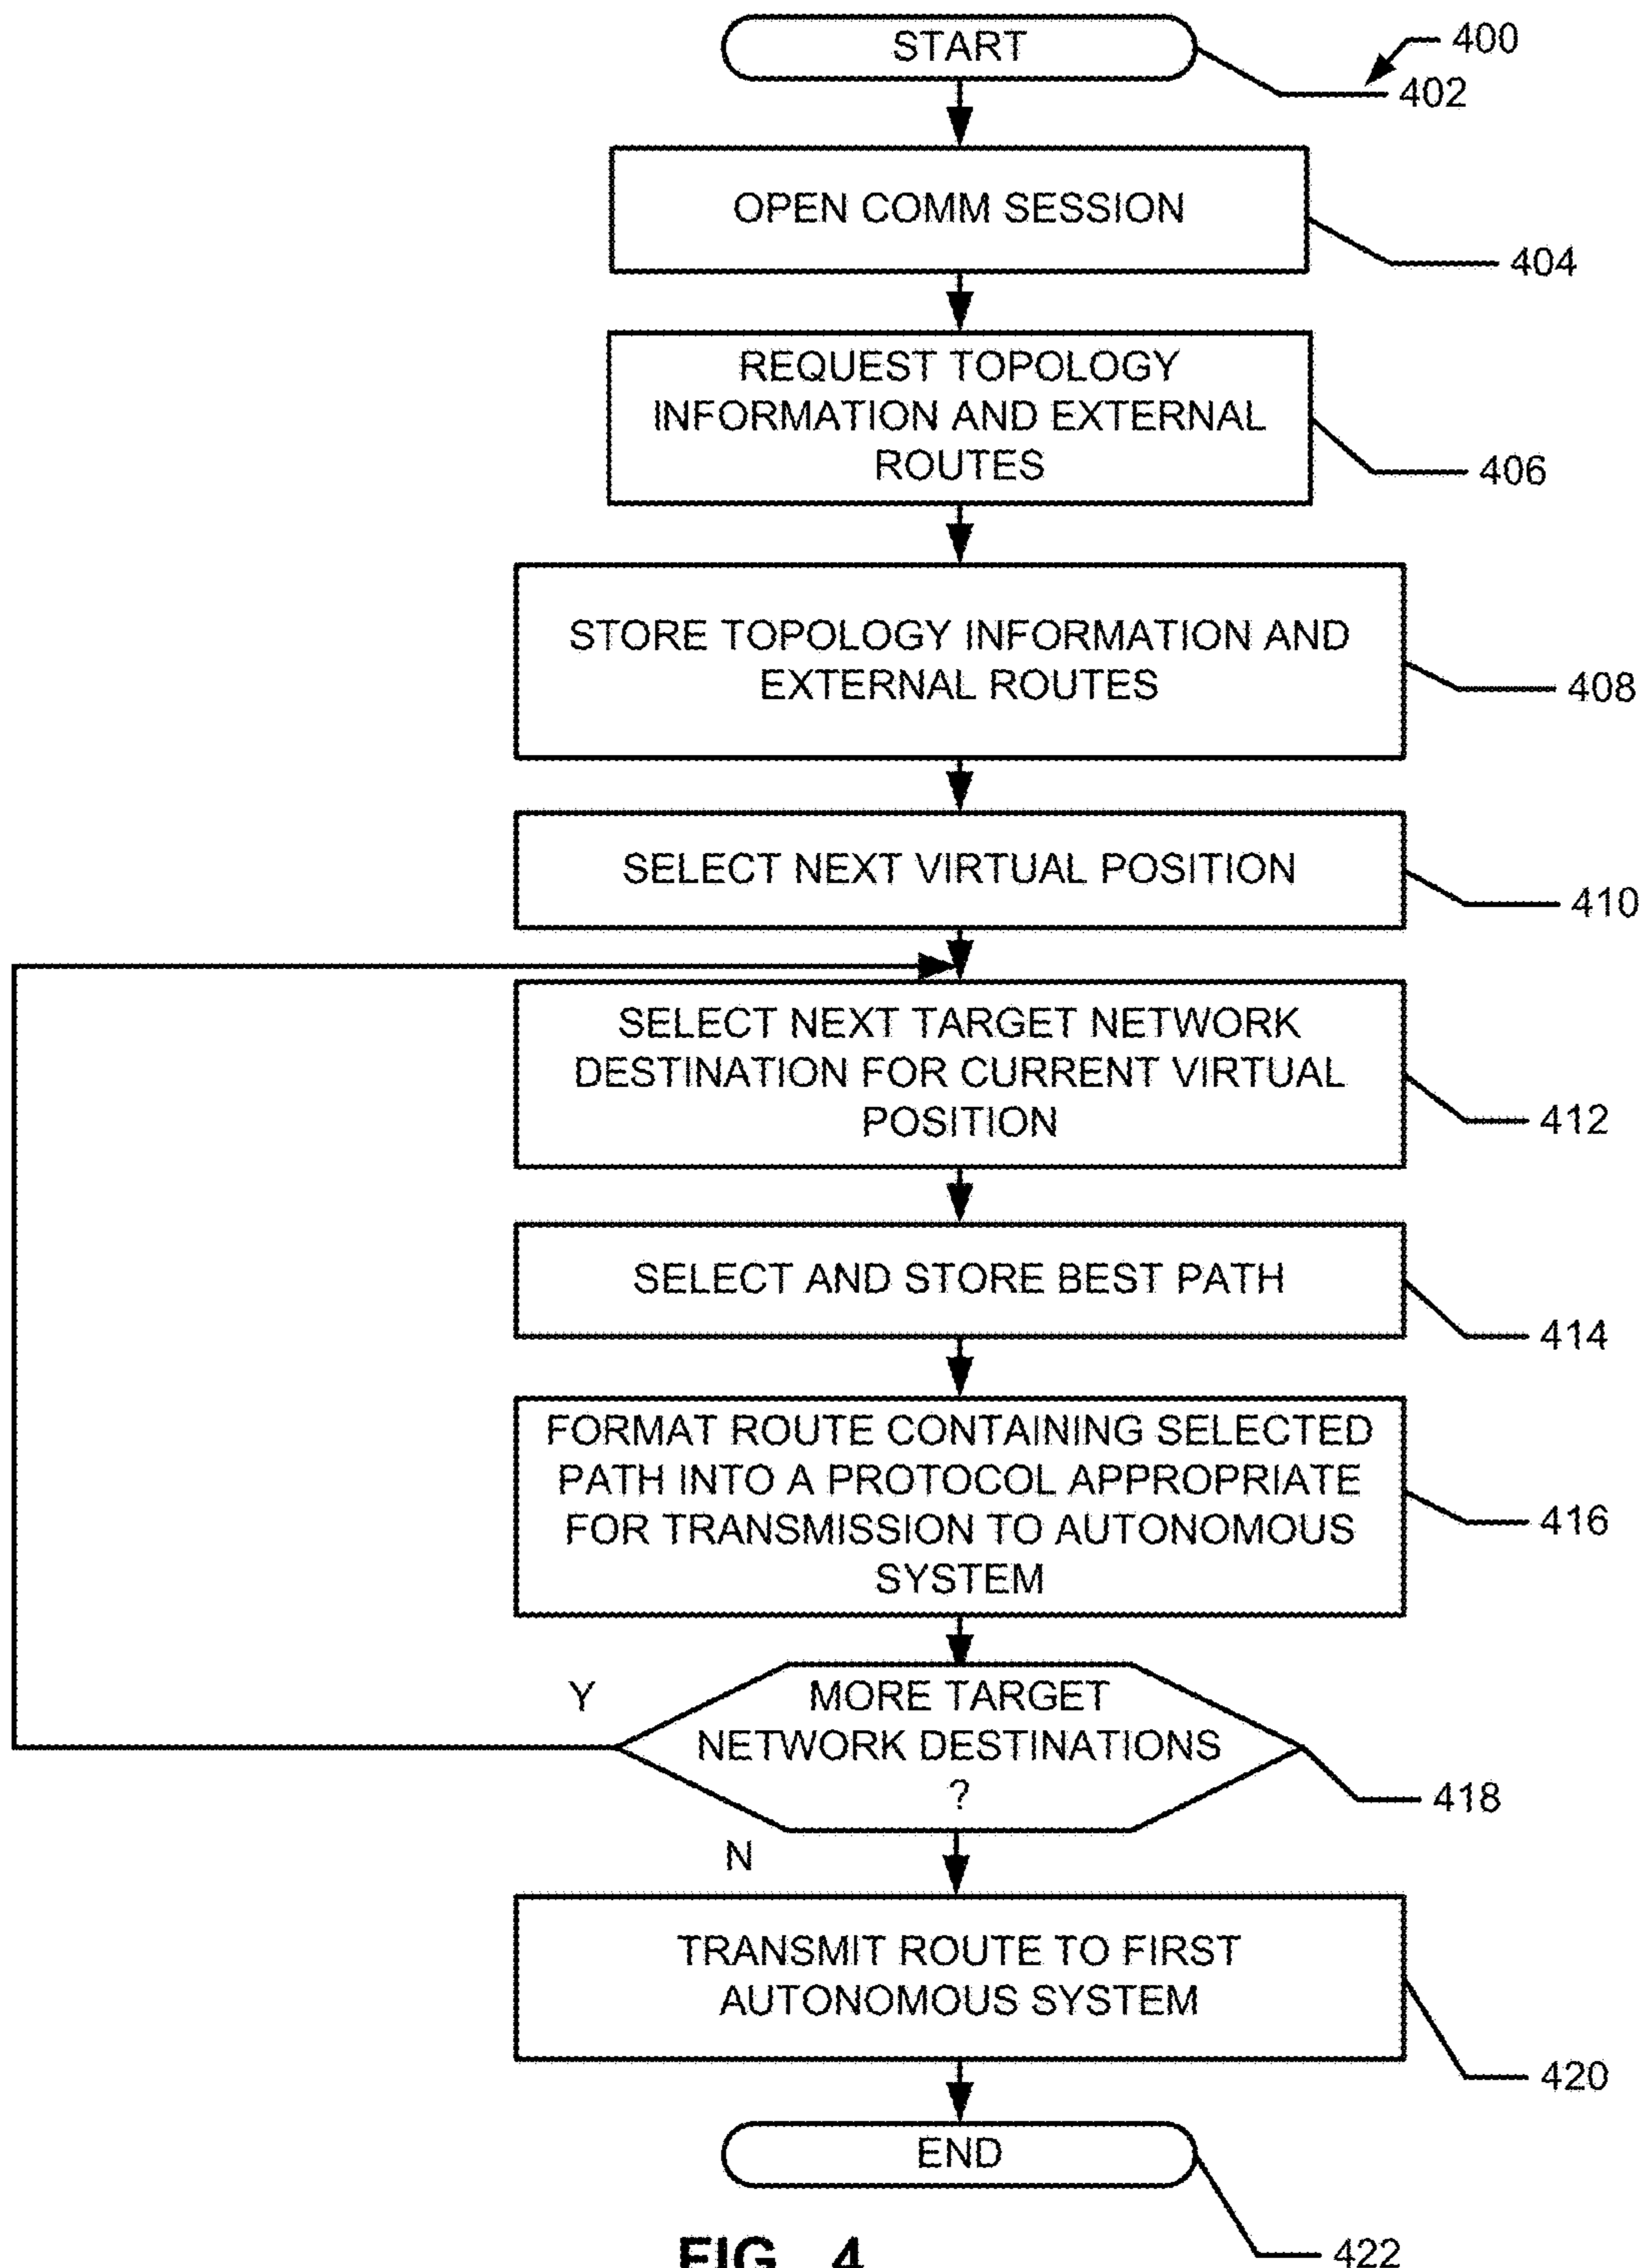 START
400
402
OPEN COMM SESSION
404
REQUEST TOPOLOGY
INFORMATION AND EXTERNAL
ROUTES
406
STORE TOPOLOGY INFORMATION AND
EXTERNAL ROUTES
408
SELECT NEXT VIRTUAL POSITION
410
SELECT NEXT TARGET NETWORK
DESTINATION FOR CURRENT VIRTUAL
POSITION
412
SELECT AND STORE BEST PATH
414
FORMAT ROUTE CONTAINING SELECTED
PATH INTO A PROTOCOL APPROPRIATE
FOR TRANSMISSION TO AUTONOMOUS
SYSTEM
416
Y
MORE TARGET
NETWORK DESTINATIONS
?
418
N
TRANSMIT ROUTE TO FIRST
AUTONOMOUS SYSTEM
420
END
422
FIG. 4